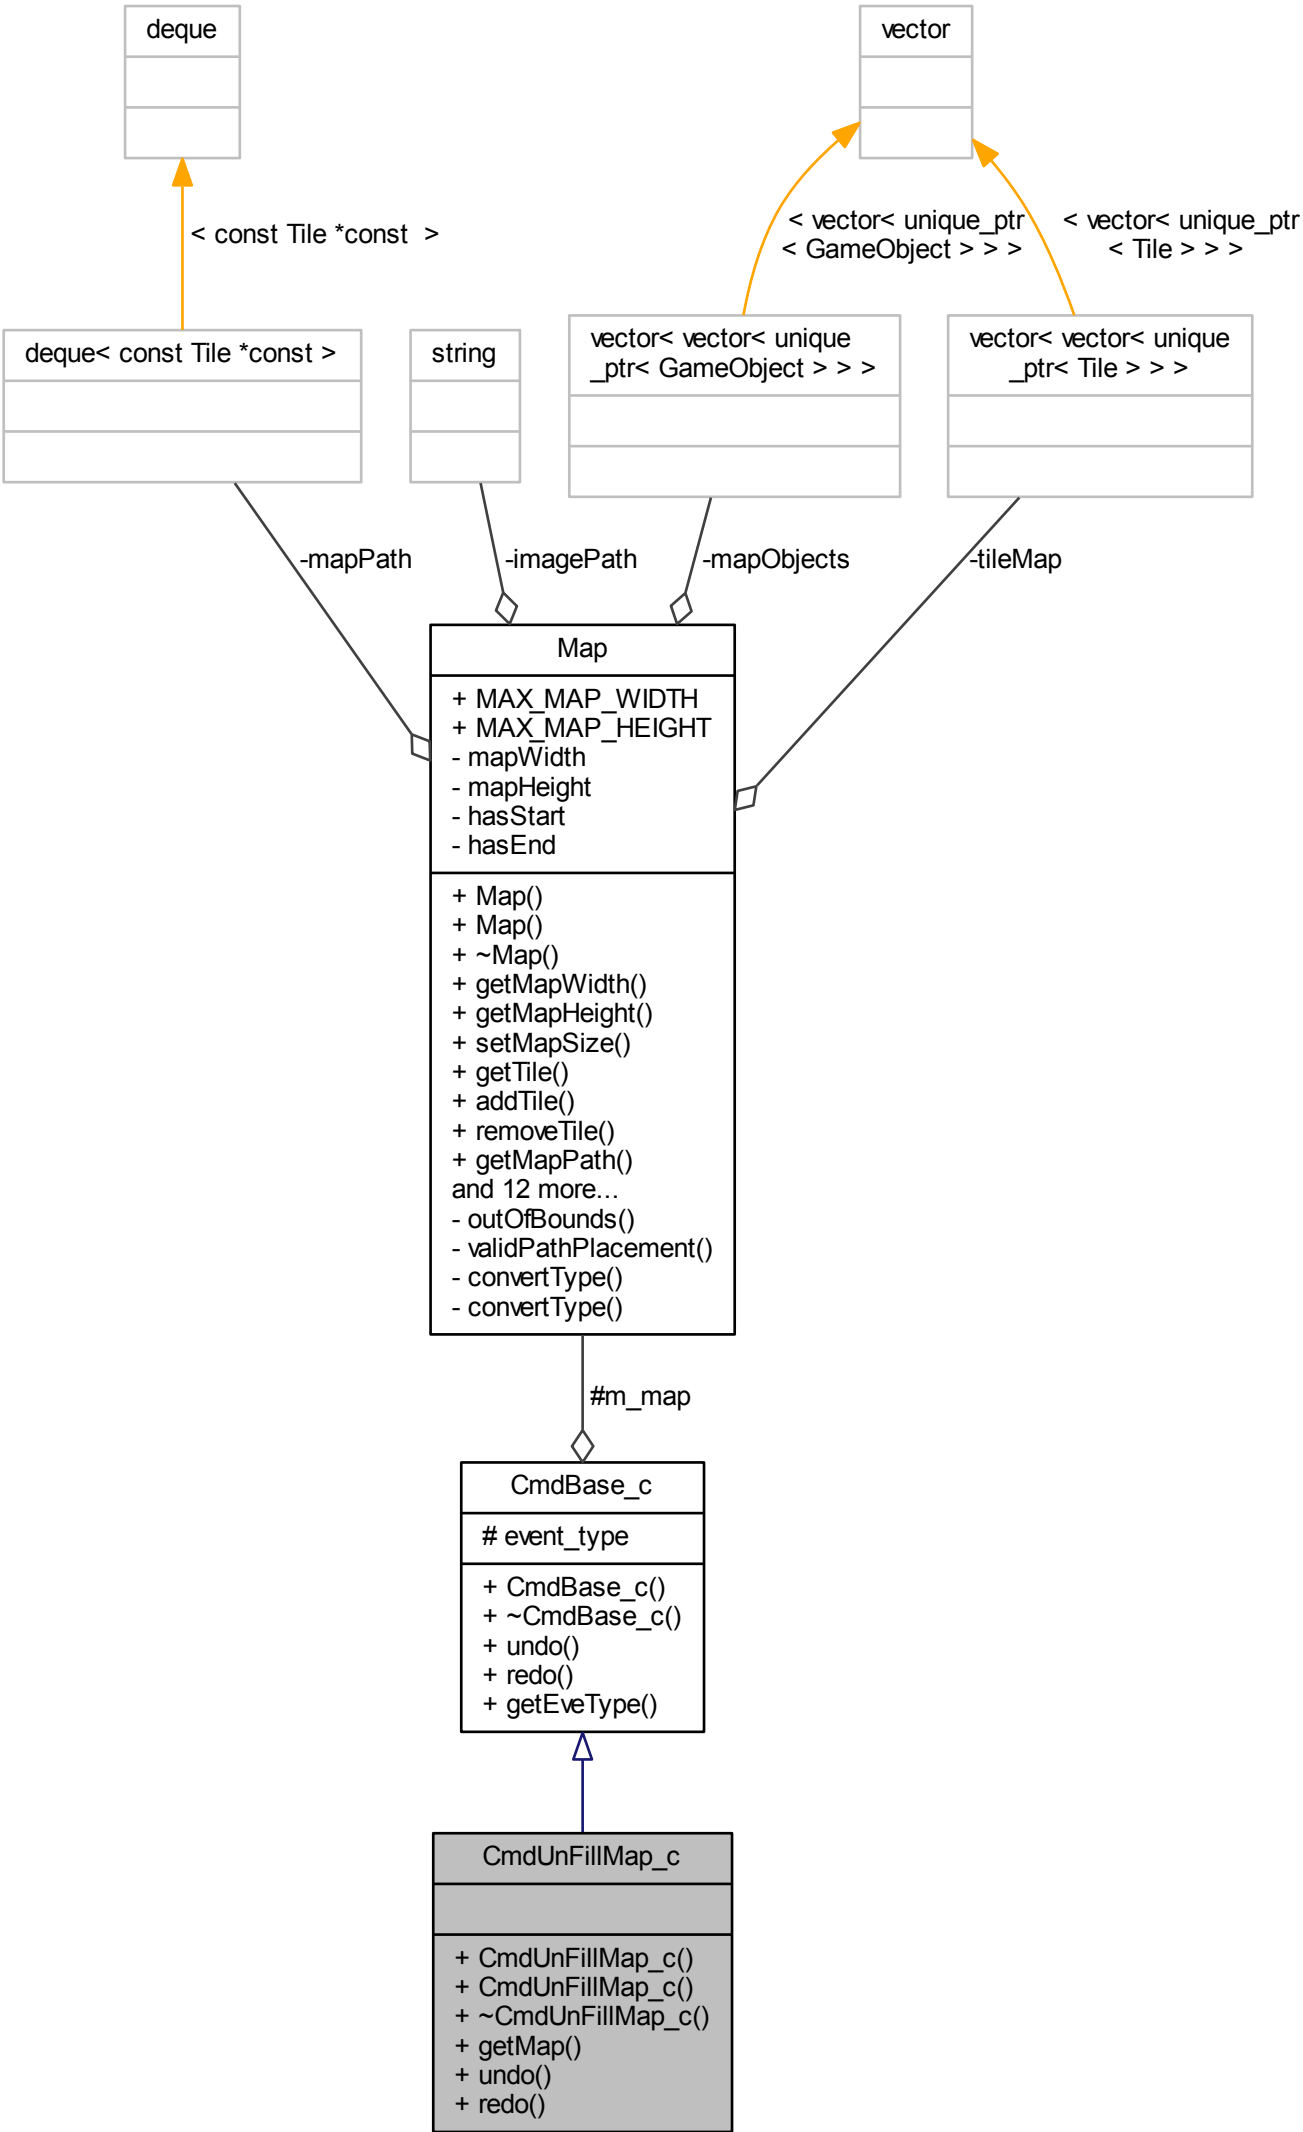 deque
vector
< const Tile *const  >
< vector< unique_ptr
< GameObject > > >
< vector< unique_ptr
< Tile > > >
deque< const Tile *const >
string
vector< vector< unique
_ptr< GameObject > > >
vector< vector< unique
_ptr< Tile > > >
-mapPath
-imagePath
-mapObjects
-tileMap
Map
+ MAX_MAP_WIDTH
+ MAX_MAP_HEIGHT
- mapWidth
- mapHeight
- hasStart
- hasEnd
+ Map()
+ Map()
+ ~Map()
+ getMapWidth()
+ getMapHeight()
+ setMapSize()
+ getTile()
+ addTile()
+ removeTile()
+ getMapPath()
and 12 more...
- outOfBounds()
- validPathPlacement()
- convertType()
- convertType()
#m_map
CmdBase_c
# event_type
+ CmdBase_c()
+ ~CmdBase_c()
+ undo()
+ redo()
+ getEveType()
CmdUnFillMap_c
+ CmdUnFillMap_c()
+ CmdUnFillMap_c()
+ ~CmdUnFillMap_c()
+ getMap()
+ undo()
+ redo()